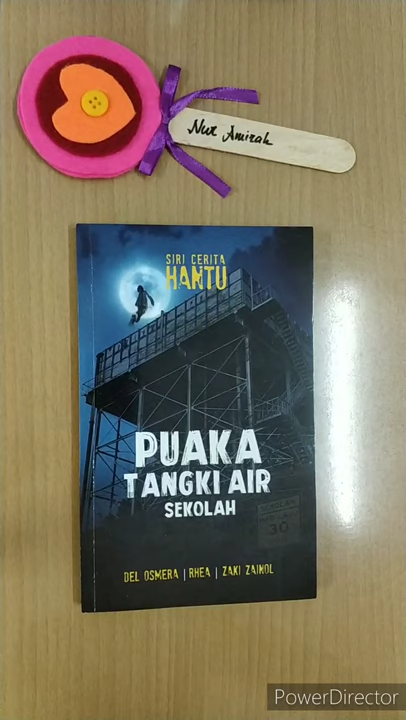 Nur Amirah
SIRI CERITA
HANTU
PUAKA
TANGKI AIR
SEKOLAH
30
DEL OSMERA | RHEA | ZAKI ZAINOL
PowerDirector